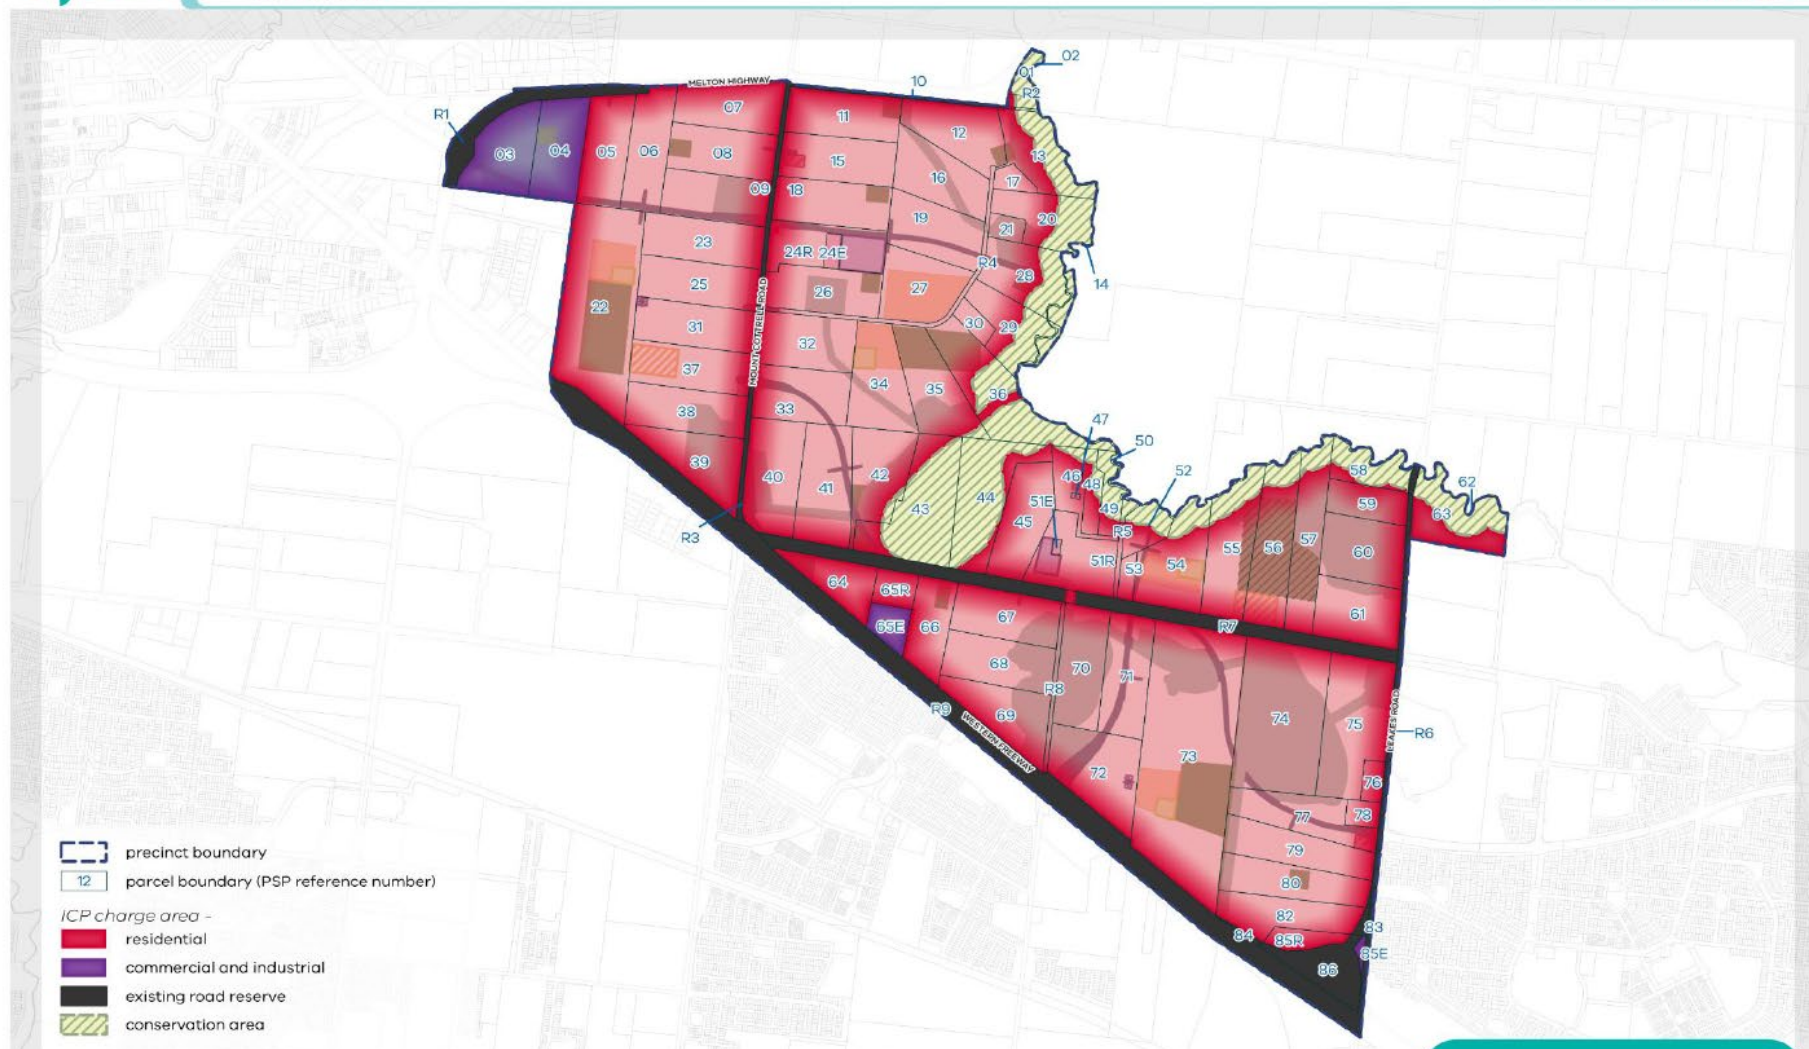 02
01
MELTON HIGHWAY
10
R2
07
R1
11
12
03
04
05
06
08
15
13
16
17
09
18
19
20
21
23
24R
24E
R4
28
14
25
26
27
22
31
30
29
32
MOUNT COTTRELL ROAD
37
34
35
36
38
33
47
50
39
40
41
42
46
48
52
58
62
43
44
51E
49
59
63
45
R5
55
56
57
60
R3
51R
53
54
64
65R
61
65E
66
67
R7
68
70
71
R8
R9
69
WESTERN FREEWAY
74
75
LEAKES ROAD
R6
72
73
76
77
78
79
80
82
84
85R
83
85E
86
precinct boundary
12 parcel boundary (PSP reference number)
ICP charge area -
residential
commercial and industrial
existing road reserve
conservation area